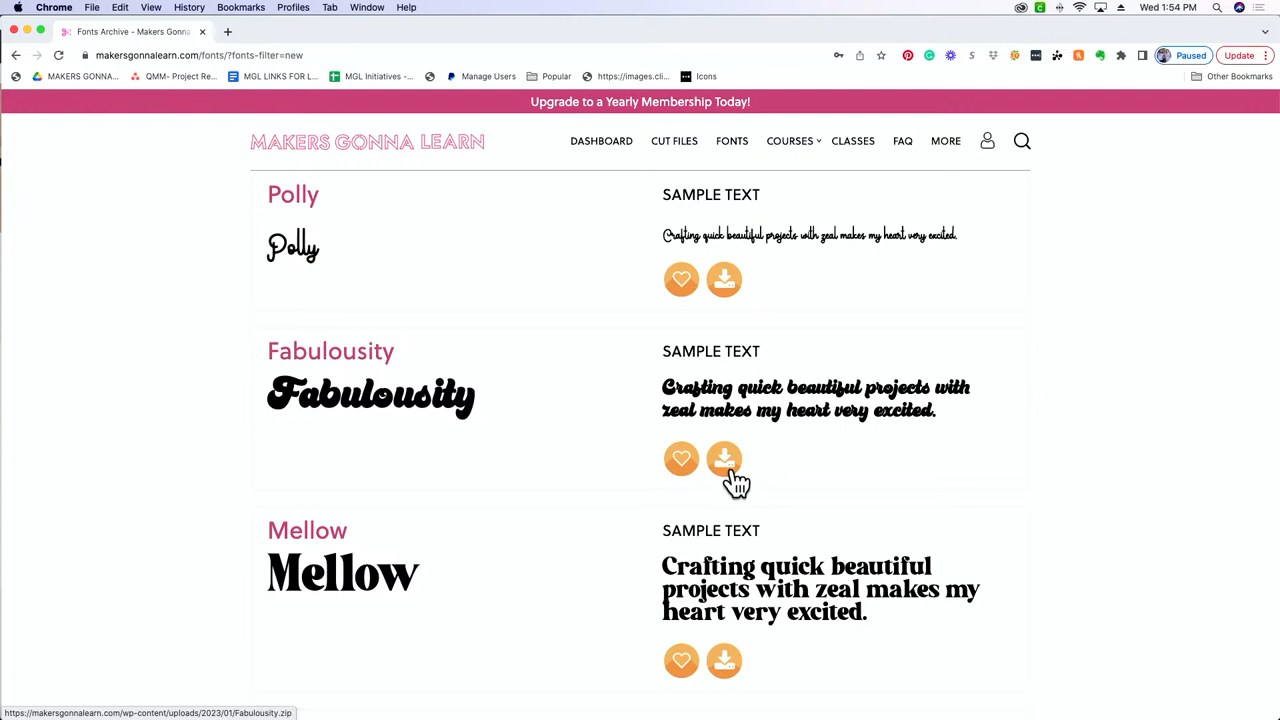 Chrome File Edit View History Bookmarks Profiles Tab Window Help Wed 1:54 PM
Fonts Archive - Makers Gonna
makersgonnalearn.com/fonts/?fonts-filter=new Paused Update
MAKERS GONNA... QMM- Project Re... MGL LINKS FOR L... MGL Initiatives -... Manage Users Popular https://images.cli... Icons Other Bookmarks
Upgrade to a Yearly Membership Today!
MAKERS GONNA LEARN DASHBOARD CUT FILES FONTS COURSES CLASSES FAQ MORE
Polly SAMPLE TEXT
Polly Crafting quick beautiful projects with zeal makes my heart very excited.
Fabulousity SAMPLE TEXT
Fabulousity Crafting quick beautiful projects with
zeal makes my heart very excited.
Mellow SAMPLE TEXT
Mellow Crafting quick beautiful
projects with zeal makes my
heart very excited.
https://makersgonnalearn.com/wp-content/uploads/2023/01/Fabulousity.zip